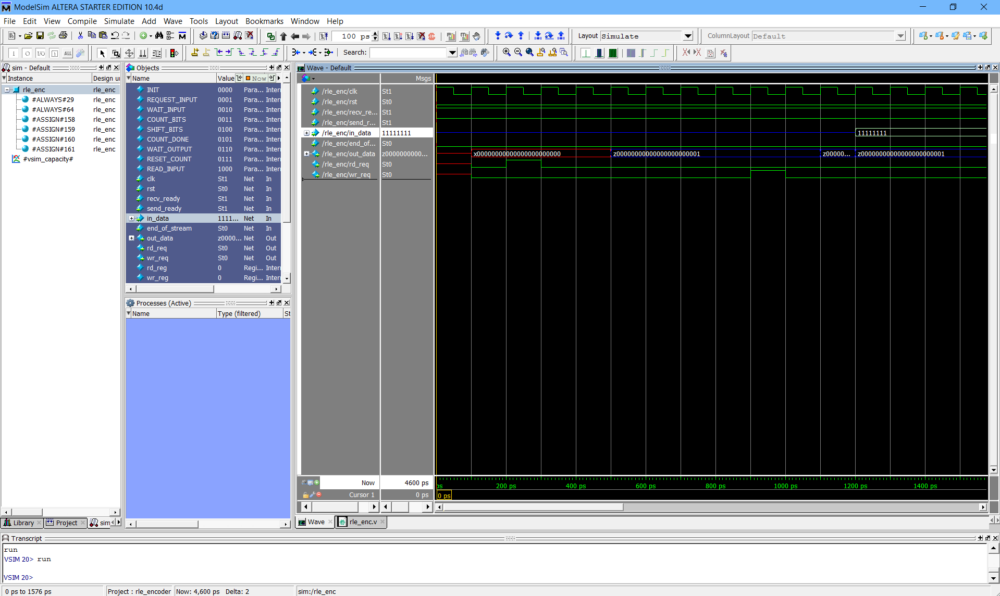 ModelSim ALTERA STARTER EDITION 10.4d
File Edit View Compile Simulate Add Wave Tools Layout Bookmarks Window Help
100 ps
Layout Simulate
ColumnLayout Default
Search:
sim - Default
Instance Design u
rle_enc rle_enc
#ALWAYS#29 rle_enc
#ALWAYS#64 rle_enc
#ASSIGN#158 rle_enc
#ASSIGN#159 rle_enc
#ASSIGN#160 rle_enc
#ASSIGN#161 rle_enc
#vsim_capacity#
Library Project sim
Objects
Name Value Now
INIT 0000 Para... Inter
REQUEST_INPUT 0001 Para... Inter
WAIT_INPUT 0010 Para... Inter
COUNT_BITS 0011 Para... Inter
SHIFT_BITS 0100 Para... Inter
COUNT_DONE 0101 Para... Inter
WAIT_OUTPUT 0110 Para... Inter
RESET_COUNT 0111 Para... Inter
READ_INPUT 1000 Para... Inter
clk St1 Net In
rst St0 Net In
recv_ready St1 Net In
send_ready St1 Net In
in_data 1111... Net In
end_of_stream St0 Net In
out_data z0000... Net Out
rd_req St0 Net Out
wr_req St0 Net Out
rd_reg 0 Regi... Inter
wr_reg 0 Regi... Inter
Processes (Active)
Name Type (filtered) St
Wave - Default
Msgs
/rle_enc/clk St1
/rle_enc/rst St0
/rle_enc/recv_re... St1
/rle_enc/send_r... St1
/rle_enc/in_data 11111111
11111111
/rle_enc/end_of... St0
/rle_enc/out_data z0000000000...
x00000000000000000000000 z00000000000000000000001 z00000... z00000000000000000000001
/rle_enc/rd_req St0
/rle_enc/wr_req St0
Now 4600 ps
ps 200 ps 400 ps 600 ps 800 ps 1000 ps 1200 ps 1400 ps
Cursor 1 0 ps
0 ps
Wave rle_enc.v
Transcript
run
VSIM 20> run
VSIM 20>
0 ps to 1576 ps Project : rle_encoder Now: 4,600 ps Delta: 2 sim:/rle_enc